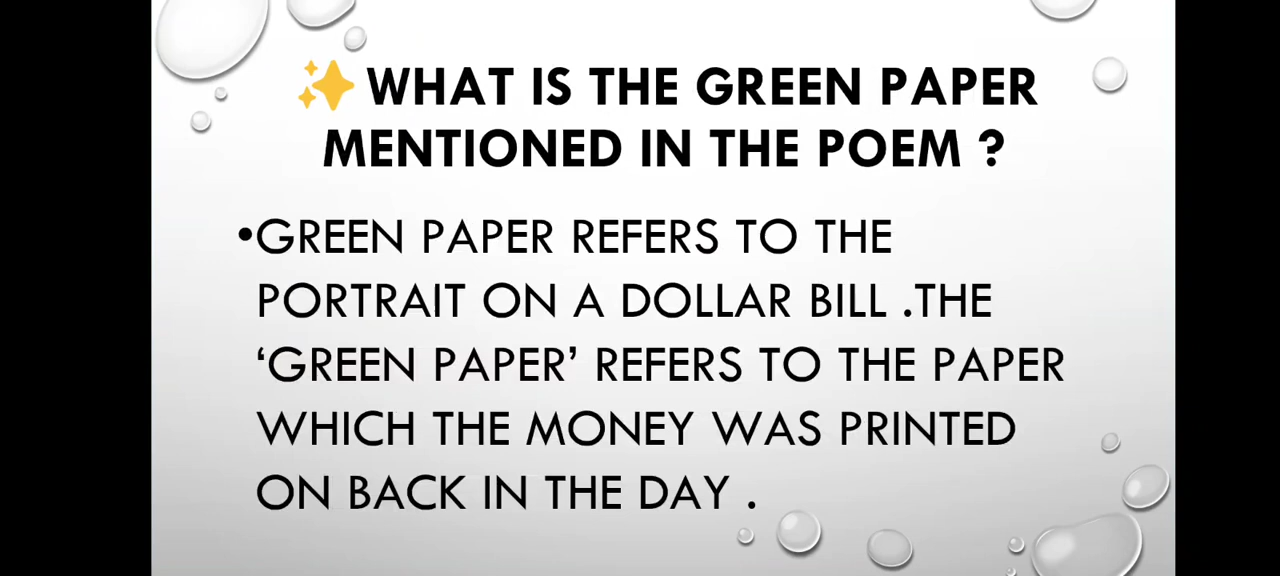 ✨ WHAT IS THE GREEN PAPER
MENTIONED IN THE POEM ?
•GREEN PAPER REFERS TO THE
PORTRAIT ON A DOLLAR BILL .THE
‘GREEN PAPER’ REFERS TO THE PAPER
WHICH THE MONEY WAS PRINTED
ON BACK IN THE DAY .